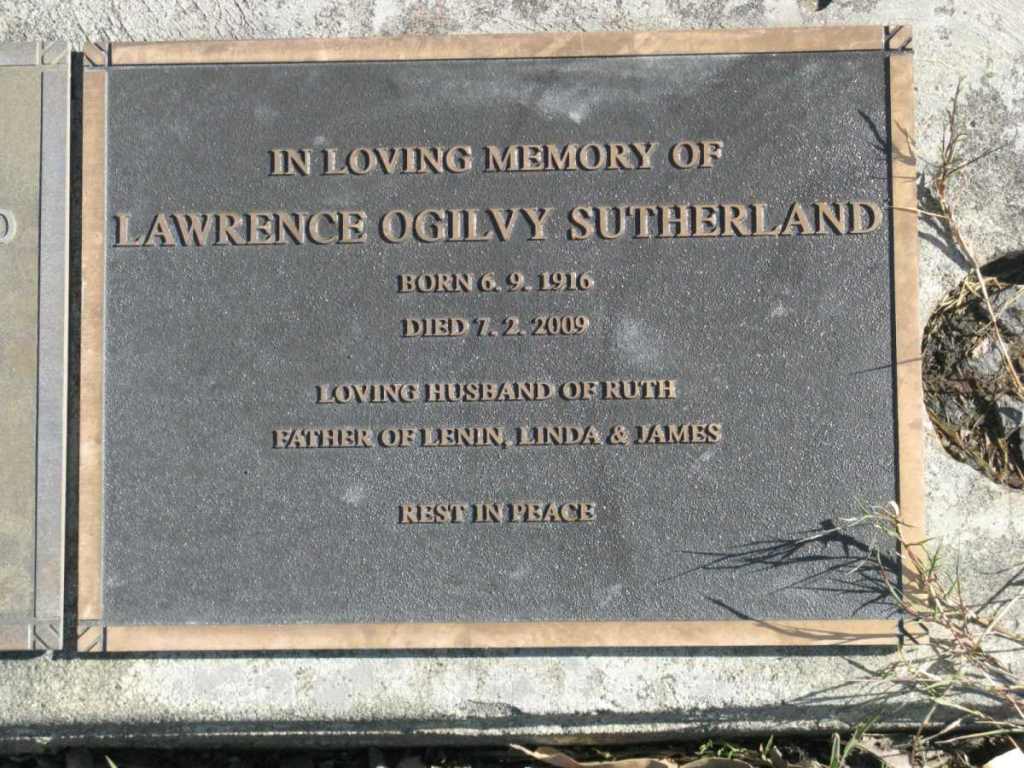 IN LOVING MEMORY OF
LAWRENCE OGILVY SUTHERLAND
BORN 6. 9. 1916
DIED 7. 2. 2009
LOVING HUSBAND OF RUTH
FATHER OF LENIN, LINDA & JAMES
REST IN PEACE